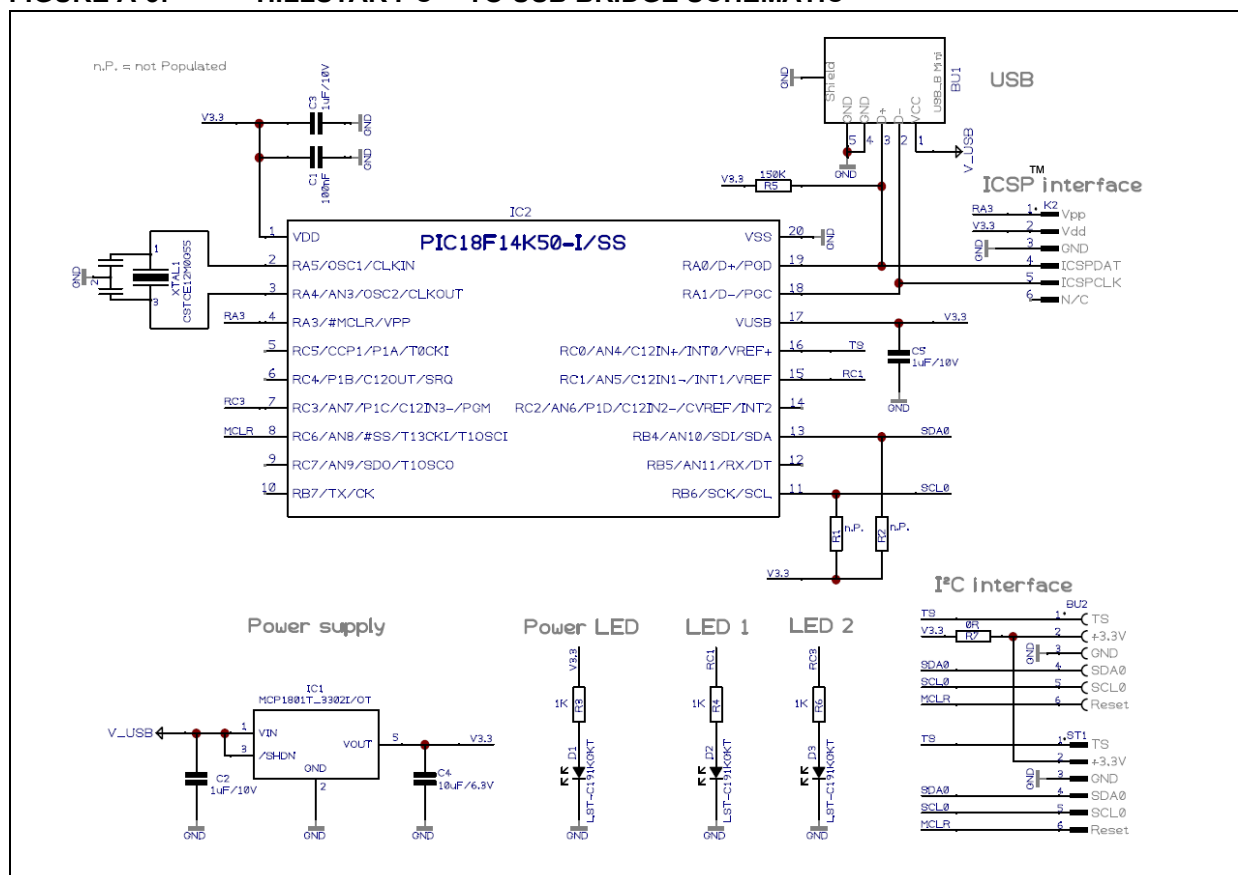 n.P. = not Populated
USB
BU1
USB_B Mini
Shield
GND
GND
GND
D+
D-
VCC
5
4
3
2
1
GND
V_USB
V3.3
C3
1uF/10V
GND
C1
100nF
GND
V3.3
150K
R5
ICSP™ interface
K2
RA3 1 Vpp
V3.3 2 Vdd
GND 3 GND
4 ICSPDAT
5 ICSPCLK
6 N/C
IC2
PIC18F14K50-I/SS
1 VDD
2 RA5/OSC1/CLKIN
3 RA4/AN3/OSC2/CLKOUT
RA3 4 RA3/#MCLR/VPP
5 RC5/CCP1/P1A/T0CKI
6 RC4/P1B/C12OUT/SRQ
RC3 7 RC3/AN7/P1C/C12IN3-/PGM
MCLR 8 RC6/AN8/#SS/T13CKI/T1OSCI
9 RC7/AN9/SDO/T1OSCO
10 RB7/TX/CK
VSS 20 GND
RA0/D+/PGD 19
RA1/D-/PGC 18
VUSB 17 V3.3
RC0/AN4/C12IN+/INT0/VREF+ 16 TS
RC1/AN5/C12IN1-/INT1/VREF 15 RC1
RC2/AN6/P1D/C12IN2-/CVREF/INT2 14
RB4/AN10/SDI/SDA 13 SDA0
RB5/AN11/RX/DT 12
RB6/SCK/SCL 11 SCL0
GND
1
2
3
XTAL1
CSTCE12M0G55
C5
1uF/10V
GND
R1
n.P.
R2
n.P.
V3.3
I²C interface
BU2
TS 1 TS
V3.3 0R R7 2 +3.3V
GND 3 GND
SDA0 4 SDA0
SCL0 5 SCL0
MCLR 6 Reset
ST1
TS 1 TS
2 +3.3V
GND 3 GND
SDA0 4 SDA0
SCL0 5 SCL0
MCLR 6 Reset
Power supply
IC1
MCP1801T_3302I/OT
V_USB
1 VIN
3 /SHDN
VOUT 5 V3.3
GND
2
C2
1uF/10V
C4
10uF/6.3V
GND
GND
GND
Power LED
V3.3
1K R3
D1
LST-C191KGKT
GND
LED 1
RC1
1K R4
D2
LST-C191KGKT
GND
LED 2
RC3
1K R6
D3
LST-C191KGKT
GND